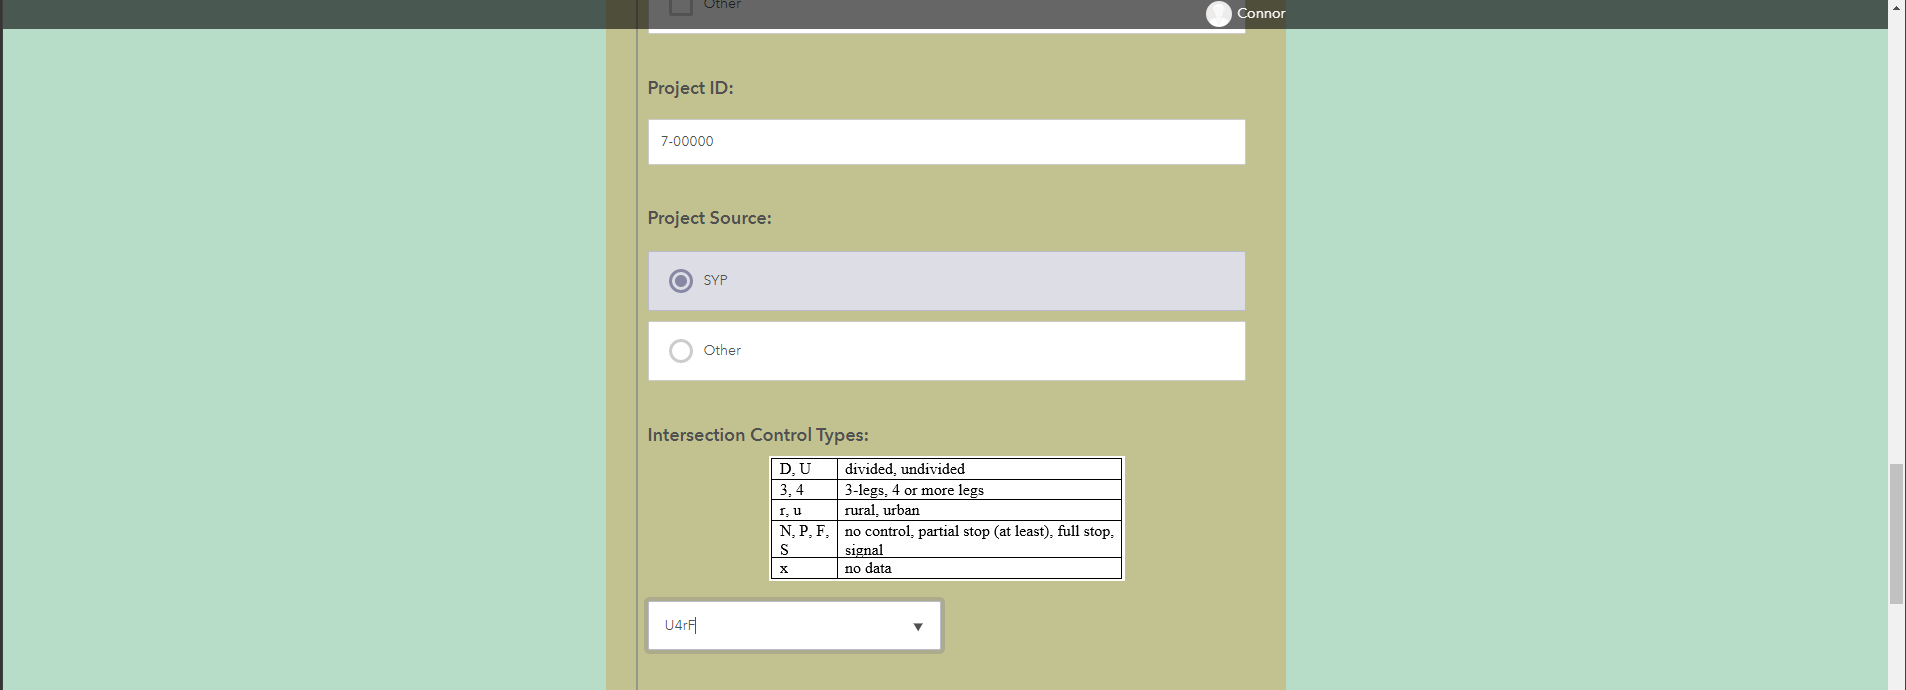 Other
Connor
Project ID:
7-00000
Project Source:
SYP
Other
Intersection Control Types:
D, U divided, undivided
3, 4 3-legs, 4 or more legs
r, u rural, urban
N, P, F, no control, partial stop (at least), full stop,
S signal
x no data
U4rF